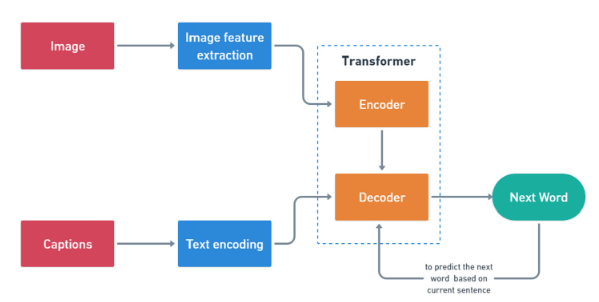 Image
Image feature
extraction
Transformer
Encoder
Decoder
Next Word
Captions
Text encoding
to predict the next
word based on
current sentence